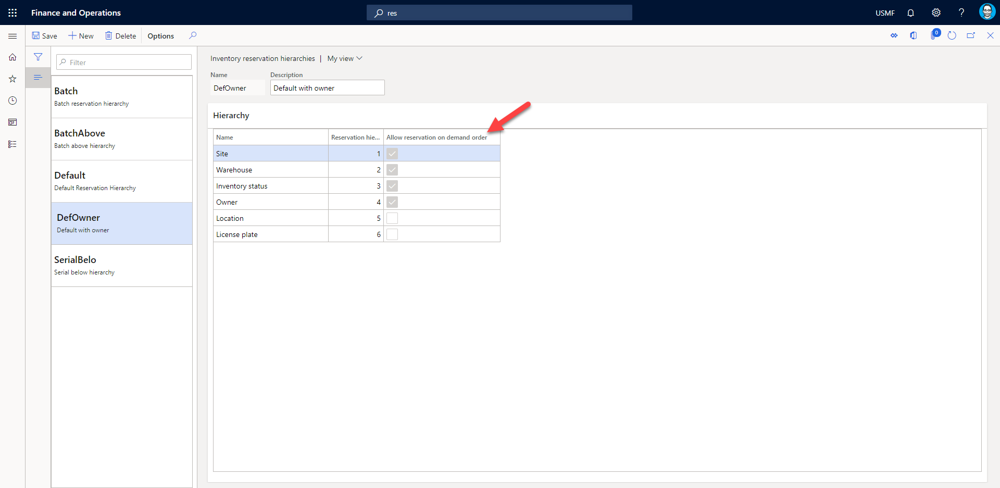 Finance and Operations
res
USMF
?
Save
New
Delete
Options
0
Filter
Batch
Batch reservation hierarchy
BatchAbove
Batch above hierarchy
Default
Default Reservation Hierarchy
DefOwner
Default with owner
SerialBelo
Serial below hierarchy
Inventory reservation hierarchies | My view
Name Description
DefOwner Default with owner
Hierarchy
Name Reservation hie... Allow reservation on demand order
Site 1
Warehouse 2
Inventory status 3
Owner 4
Location 5
License plate 6